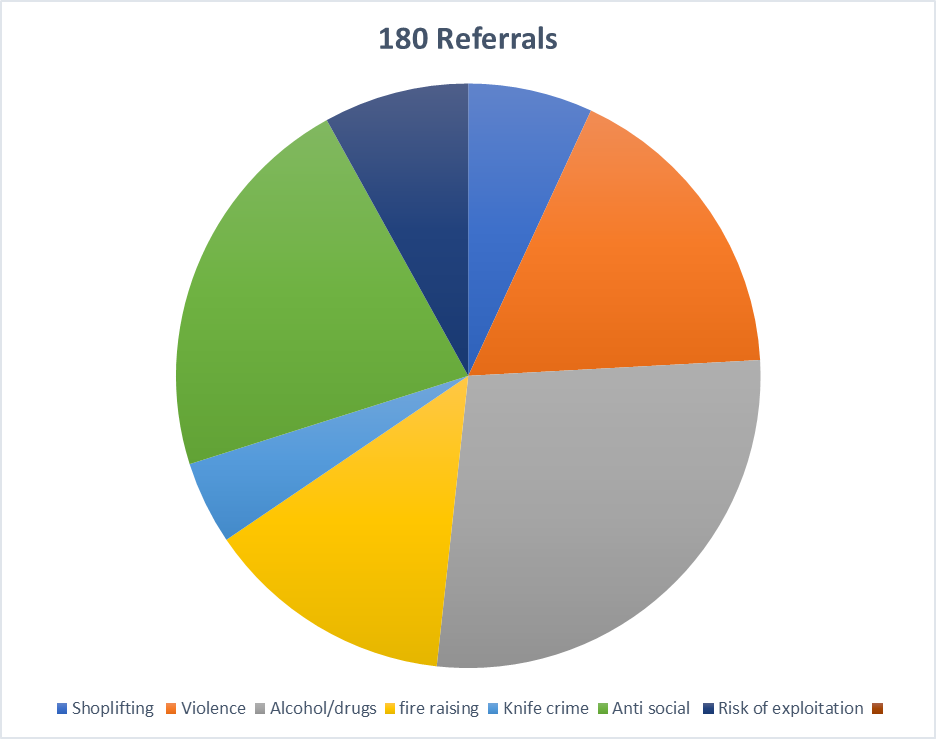 180 Referrals
Shoplifting Violence Alcohol/drugs fire raising Knife crime Anti social Risk of exploitation